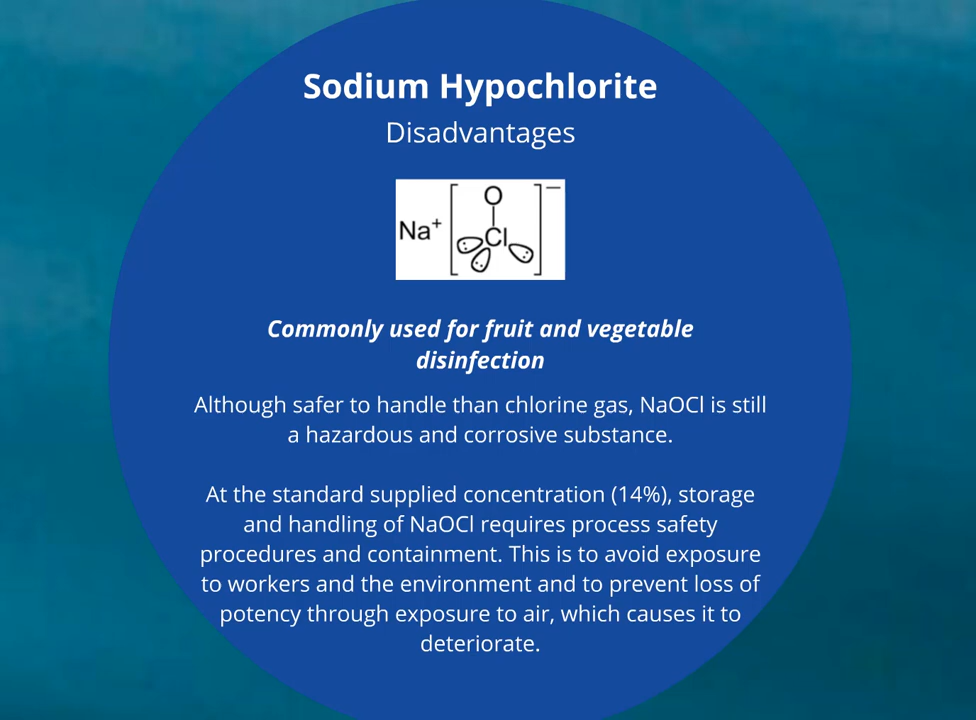 Sodium Hypochlorite
Disadvantages
O
Na+ [ Cl ]−
Commonly used for fruit and vegetable
disinfection
Although safer to handle than chlorine gas, NaOCl is still
a hazardous and corrosive substance.
At the standard supplied concentration (14%), storage
and handling of NaOCl requires process safety
procedures and containment. This is to avoid exposure
to workers and the environment and to prevent loss of
potency through exposure to air, which causes it to
deteriorate.